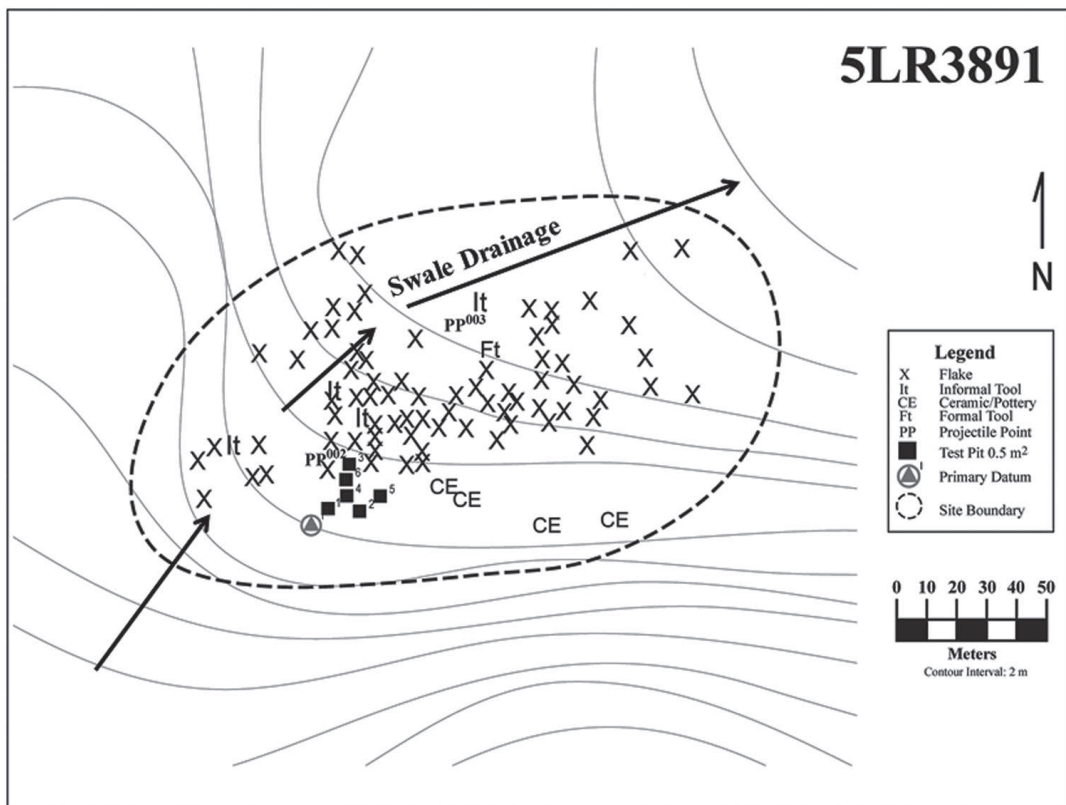 5LR3891
Swale Drainage
N
It
PP003
Ft
It
It
It
PP002
3
6
4
5
1
2
CE
CE
CE
CE
Legend
X Flake
It Informal Tool
CE Ceramic/Pottery
Ft Formal Tool
PP Projectile Point
Test Pit 0.5 m²
Primary Datum
Site Boundary
0 10 20 30 40 50
Meters
Contour Interval: 2 m